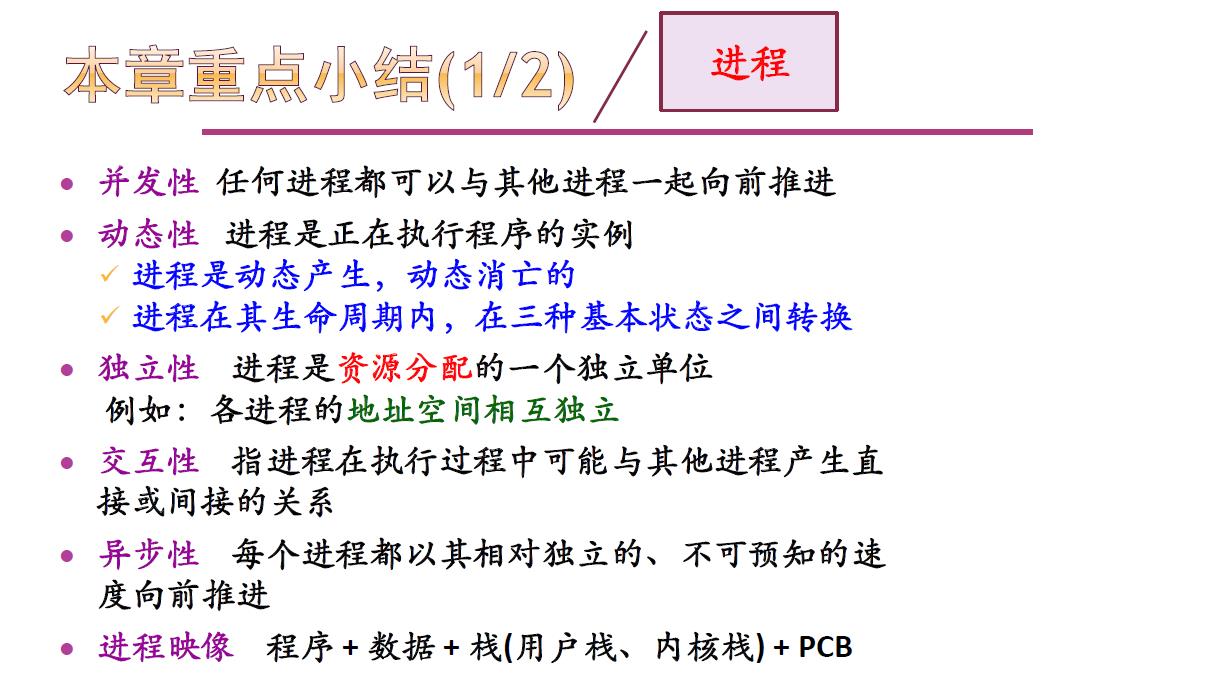 本章重点小结(1/2)
进程
并发性 任何进程都可以与其他进程一起向前推进
动态性 进程是正在执行程序的实例
进程是动态产生，动态消亡的
进程在其生命周期内，在三种基本状态之间转换
独立性 进程是资源分配的一个独立单位
例如：各进程的地址空间相互独立
交互性 指进程在执行过程中可能与其他进程产生直
接或间接的关系
异步性 每个进程都以其相对独立的、不可预知的速
度向前推进
进程映像 程序 + 数据 + 栈(用户栈、内核栈) + PCB